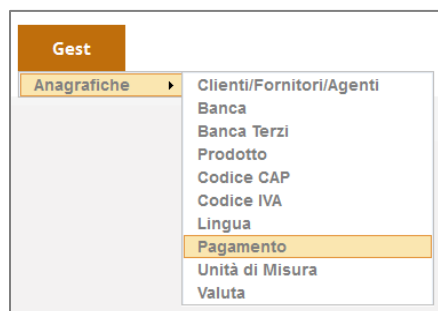 Gest
Anagrafiche
Clienti/Fornitori/Agenti
Banca
Banca Terzi
Prodotto
Codice CAP
Codice IVA
Lingua
Pagamento
Unità di Misura
Valuta